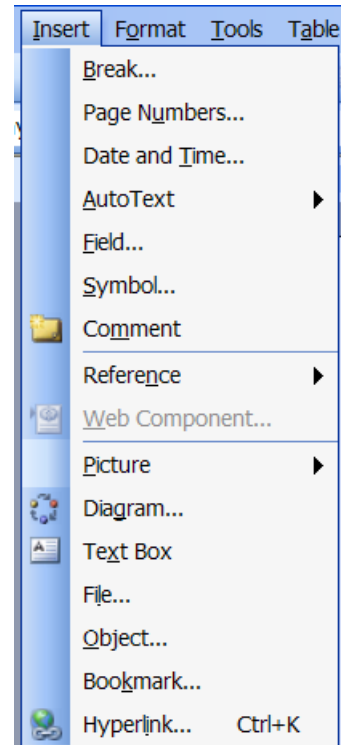 Insert Format Tools Table
Break...
Page Numbers...
Date and Time...
AutoText
Field...
Symbol...
Comment
Reference
Web Component...
Picture
Diagram...
Text Box
File...
Object...
Bookmark...
Hyperlink... Ctrl+K